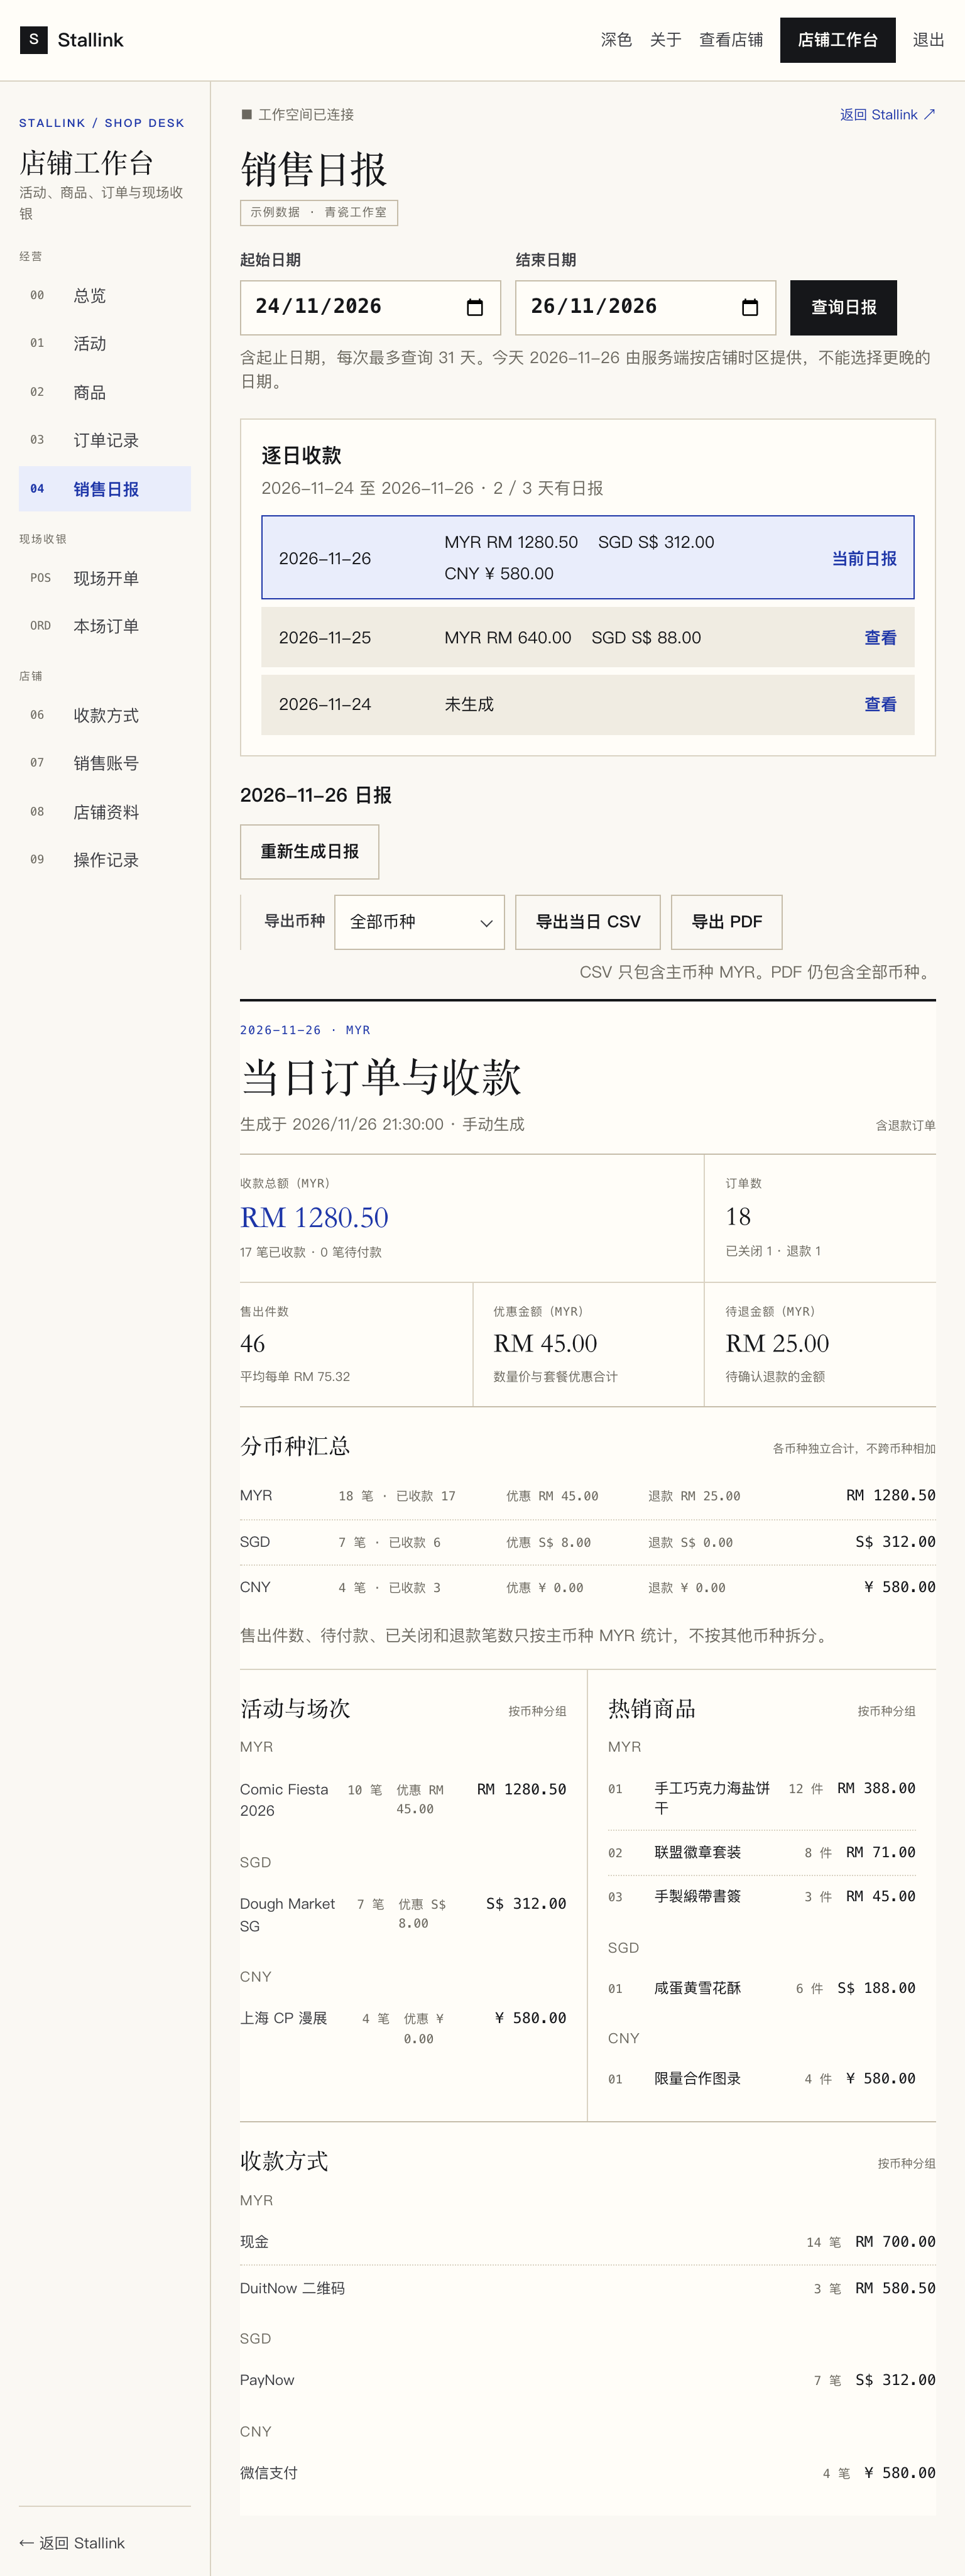 S Stallink
深色 关于 查看店铺 店铺工作台 退出
STALLINK / SHOP DESK
店铺工作台
活动、商品、订单与现场收
银
经营
00 总览
01 活动
02 商品
03 订单记录
04 销售日报
现场收银
POS 现场开单
ORD 本场订单
店铺
06 收款方式
07 销售账号
08 店铺资料
09 操作记录
← 返回 Stallink
■ 工作空间已连接
返回 Stallink ↗
销售日报
示例数据 · 青瓷工作室
起始日期 结束日期
24/11/2026 26/11/2026 查询日报
含起止日期，每次最多查询 31 天。今天 2026-11-26 由服务端按店铺时区提供，不能选择更晚的
日期。
逐日收款
2026-11-24 至 2026-11-26 · 2 / 3 天有日报
2026-11-26 MYR RM 1280.50 SGD S$ 312.00 当前日报
CNY ¥ 580.00
2026-11-25 MYR RM 640.00 SGD S$ 88.00 查看
2026-11-24 未生成 查看
2026-11-26 日报
重新生成日报
导出币种 全部币种 导出当日 CSV 导出 PDF
CSV 只包含主币种 MYR。PDF 仍包含全部币种。
2026-11-26 · MYR
当日订单与收款
生成于 2026/11/26 21:30:00 · 手动生成 含退款订单
收款总额 (MYR)
RM 1280.50
17 笔已收款 · 0 笔待付款
订单数
18
已关闭 1 · 退款 1
售出件数
46
平均每单 RM 75.32
优惠金额 (MYR)
RM 45.00
数量价与套餐优惠合计
待退金额 (MYR)
RM 25.00
待确认退款的金额
分币种汇总 各币种独立合计，不跨币种相加
MYR 18 笔 · 已收款 17 优惠 RM 45.00 退款 RM 25.00 RM 1280.50
SGD 7 笔 · 已收款 6 优惠 S$ 8.00 退款 S$ 0.00 S$ 312.00
CNY 4 笔 · 已收款 3 优惠 ¥ 0.00 退款 ¥ 0.00 ¥ 580.00
售出件数、待付款、已关闭和退款笔数只按主币种 MYR 统计，不按其他币种拆分。
活动与场次 按币种分组
MYR
Comic Fiesta 10 笔 优惠 RM RM 1280.50
2026 45.00
SGD
Dough Market 7 笔 优惠 S$ S$ 312.00
SG 8.00
CNY
上海 CP 漫展 4 笔 优惠 ¥ ¥ 580.00
0.00
热销商品 按币种分组
MYR
01 手工巧克力海盐饼 12 件 RM 388.00
干
02 联盟徽章套装 8 件 RM 71.00
03 手製緞帶書簽 3 件 RM 45.00
SGD
01 咸蛋黄雪花酥 6 件 S$ 188.00
CNY
01 限量合作图录 4 件 ¥ 580.00
收款方式 按币种分组
MYR
现金 14 笔 RM 700.00
DuitNow 二维码 3 笔 RM 580.50
SGD
PayNow 7 笔 S$ 312.00
CNY
微信支付 4 笔 ¥ 580.00